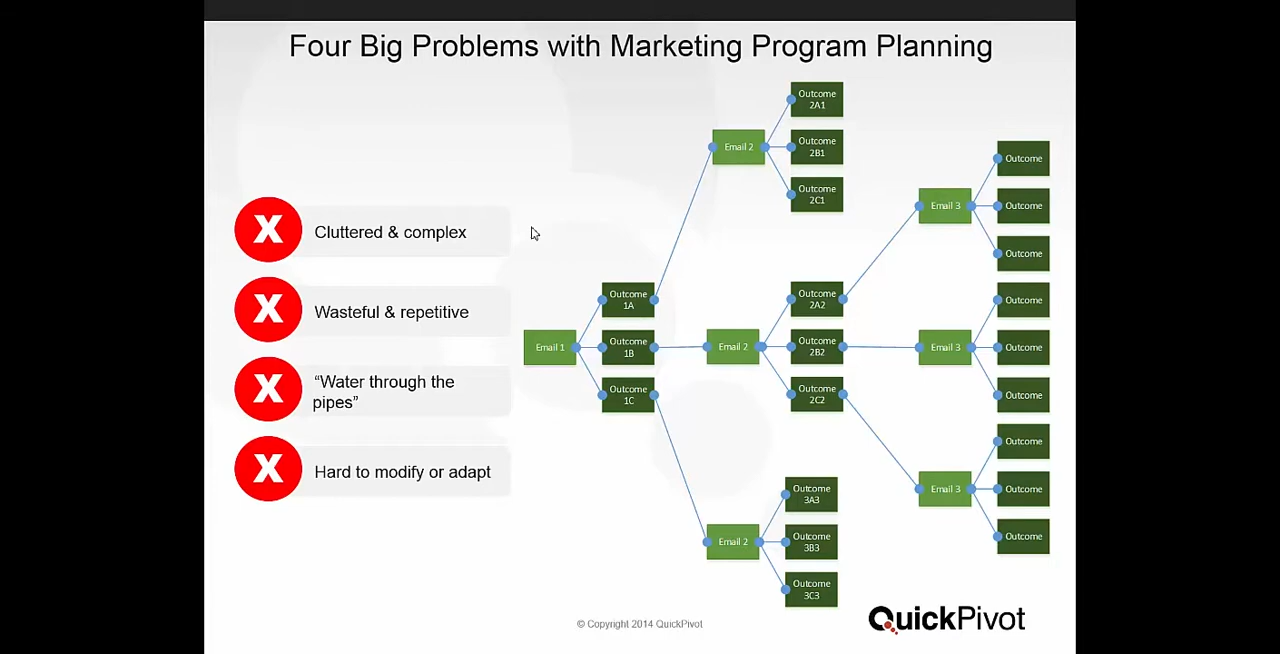 Four Big Problems with Marketing Program Planning
X
Cluttered & complex
X
Wasteful & repetitive
X
“Water through the
pipes”
X
Hard to modify or adapt
Email 1
Outcome
1A
Outcome
1B
Outcome
1C
Email 2
Outcome
2A1
Outcome
2B1
Outcome
2C1
Email 2
Outcome
2A2
Outcome
2B2
Outcome
2C2
Email 2
Outcome
3A3
Outcome
3B3
Outcome
3C3
Email 3
Outcome
Outcome
Outcome
Email 3
Outcome
Outcome
Outcome
Email 3
Outcome
Outcome
Outcome
© Copyright 2014 QuickPivot
QuickPivot